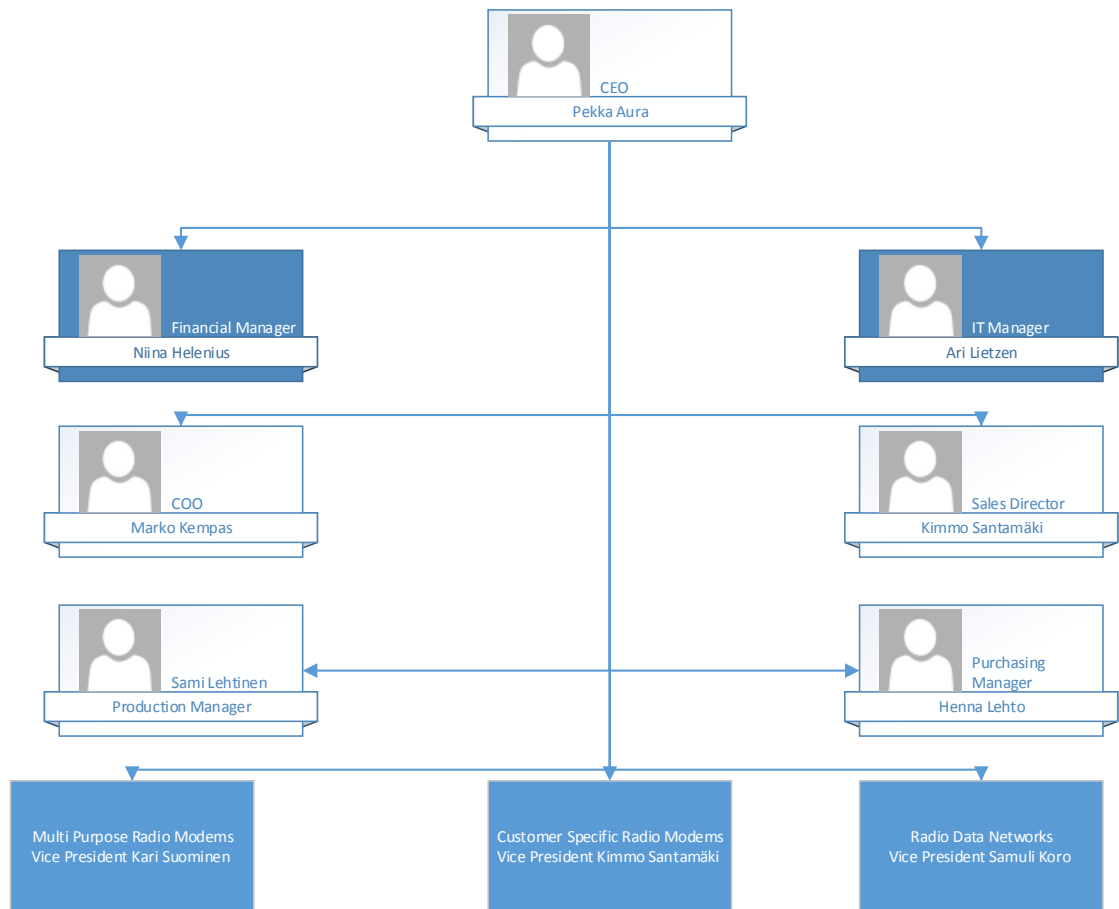 CEO
Pekka Aura
Financial Manager
Niina Helenius
IT Manager
Ari Lietzen
COO
Marko Kempas
Sales Director
Kimmo Santamäki
Sami Lehtinen
Production Manager
Purchasing
Manager
Henna Lehto
Multi Purpose Radio Modems
Vice President Kari Suominen
Customer Specific Radio Modems
Vice President Kimmo Santamäki
Radio Data Networks
Vice President Samuli Koro